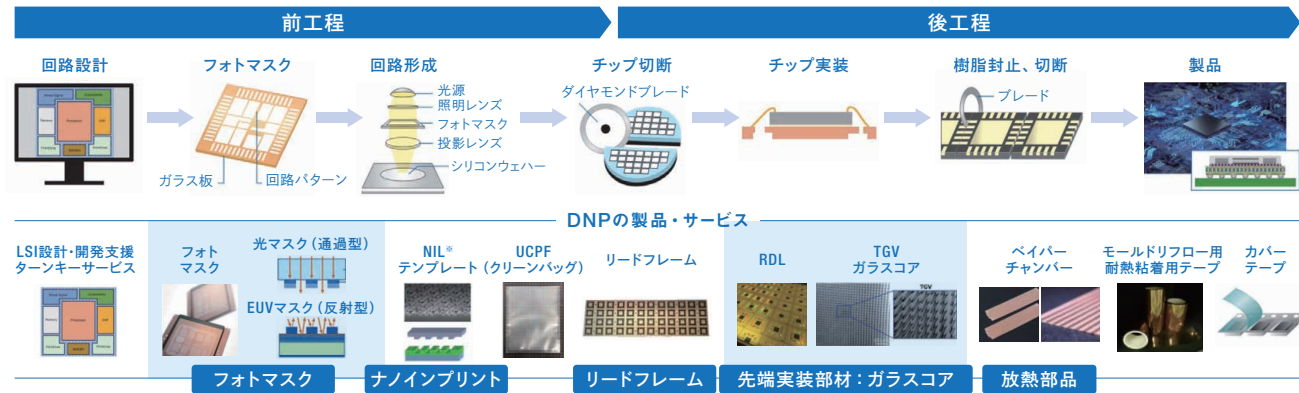 前工程
後工程
回路設計
フォトマスク
回路形成
チップ切断
チップ実装
樹脂封止、切断
製品
光源
照明レンズ
フォトマスク
投影レンズ
シリコンウェハー
ガラス板
回路パターン
ダイヤモンドブレード
ブレード
DNPの製品・サービス
LSI設計・開発支援
ターンキーサービス
フォト
マスク
光マスク(通過型)
EUVマスク(反射型)
NIL※
テンプレート
UCPF
(クリーンバッグ)
リードフレーム
RDL
TGV
ガラスコア
TGV
ベイパー
チャンバー
モールドリフロー用
耐熱粘着用テープ
カバー
テープ
フォトマスク
ナノインプリント
リードフレーム
先端実装部材:ガラスコア
放熱部品